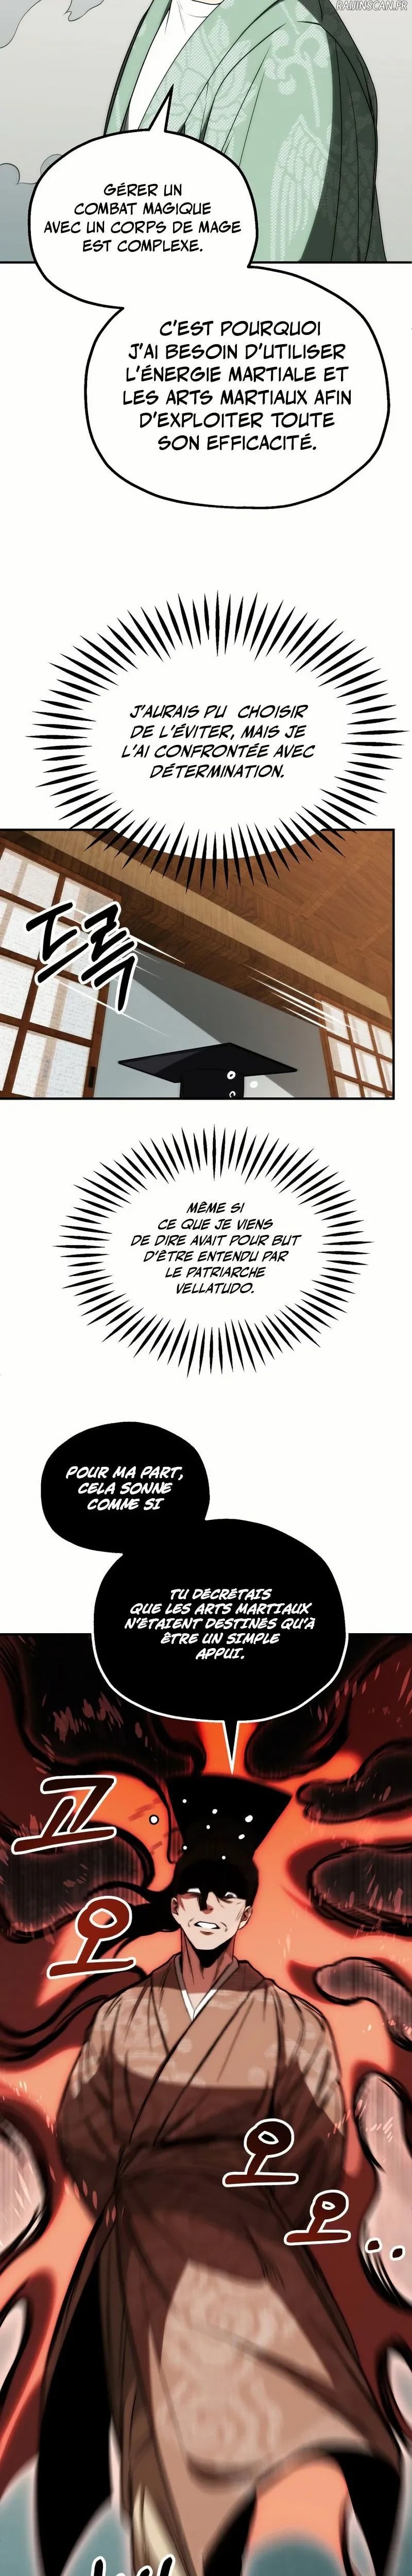 RAIJINSCAN.FR
GÉRER UN
COMBAT MAGIQUE
AVEC UN CORPS DE MAGE
EST COMPLEXE.
C'EST POURQUOI
J'AI BESOIN D'UTILISER
L'ÉNERGIE MARTIALE ET
LES ARTS MARTIAUX AFIN
D'EXPLOITER TOUTE
SON EFFICACITÉ.
J'AURAIS PU CHOISIR
DE L'ÉVITER, MAIS JE
L'AI CONFRONTÉE AVEC
DÉTERMINATION.
드륵
MÊME SI
CE QUE JE VIENS
DE DIRE AVAIT POUR BUT
D'ÊTRE ENTENDU PAR
LE PATRIARCHE
VELLATUDO.
POUR MA PART,
CELA SONNE
COMME SI
TU DÉCRÉTAIS
QUE LES ARTS MARTIAUX
N'ÉTAIENT DESTINÉS QU'À
ÊTRE UN SIMPLE
APPUI.
고
오
오
오..